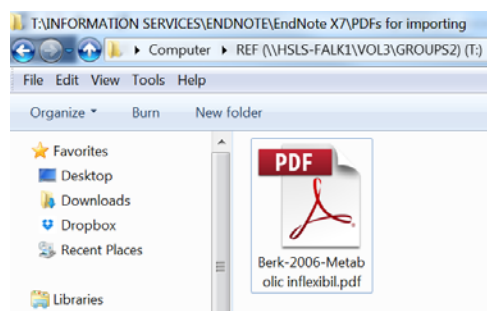 T:\INFORMATION SERVICES\ENDNOTE\EndNote X7\PDFs for importing
Computer REF (\\HSLS-FALK1\VOL3\GROUPS2) (T:)
File Edit View Tools Help
Organize Burn New folder
Favorites
Desktop
Downloads
Dropbox
Recent Places
Libraries
PDF
Berk-2006-Metab
olic inflexibil.pdf